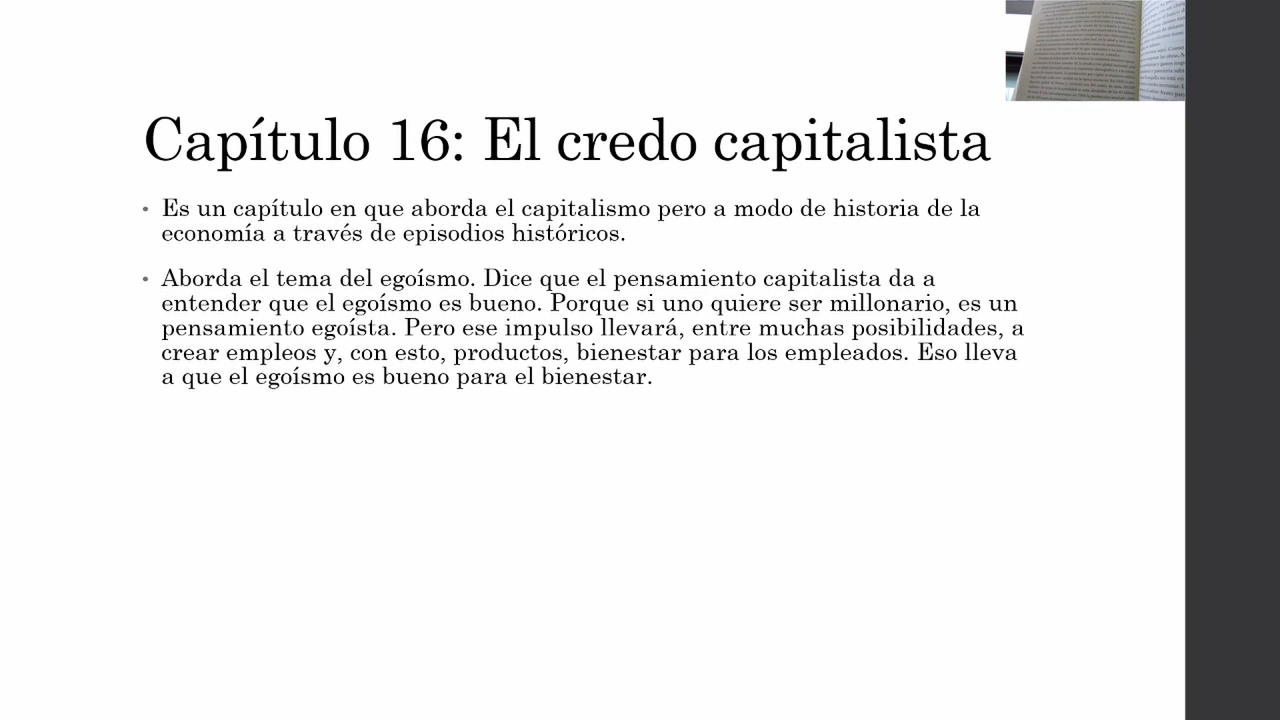 Capítulo 16: El credo capitalista
• Es un capítulo en que aborda el capitalismo pero a modo de historia de la
economía a través de episodios históricos.
• Aborda el tema del egoísmo. Dice que el pensamiento capitalista da a
entender que el egoísmo es bueno. Porque si uno quiere ser millonario, es un
pensamiento egoísta. Pero ese impulso llevará, entre muchas posibilidades, a
crear empleos y, con esto, productos, bienestar para los empleados. Eso lleva
a que el egoísmo es bueno para el bienestar.